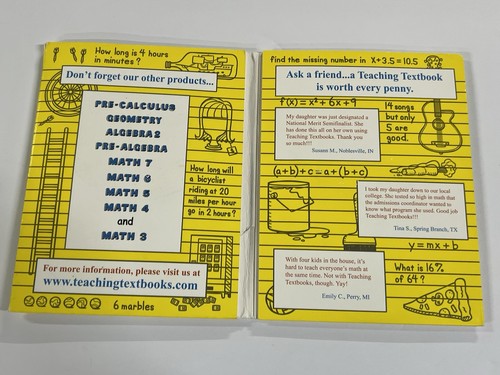 How long is 4 hours
in minutes?
Don't forget our other products...
PRE-CALCULUS
GEOMETRY
ALGEBRA 2
PRE-ALGEBRA
MATH 7
MATH 6
MATH 5
MATH 4
and
MATH 3
How long will
a bicyclist
riding at 20
miles per hour
go in 2 hours?
For more information, please visit us at
www.teachingtextbooks.com
6 marbles
Find the missing number in X+3.5=10.5
Ask a friend...a Teaching Textbook
is worth every penny.
f(x)=x²+6x+9
My daughter was just designated a
National Merit Semifinalist. She
has done this all on her own using
Teaching Textbooks. Thank you
so much!!!
Susann M., Noblesville, IN
14 songs
but only
5 are
good.
(a+b)+c=a+(b+c)
I took my daughter down to our local
college. She tested so high in math that
the admissions coordinator wanted to
know what program she used. Good job
Teaching Textbooks!!!
Tina S., Spring Branch, TX
y=mx+b
With four kids in the house, it's
hard to teach everyone's math at
the same time. Not with Teaching
Textbooks, though. Yay!
Emily C., Perry, MI
What is 16%
of 64?